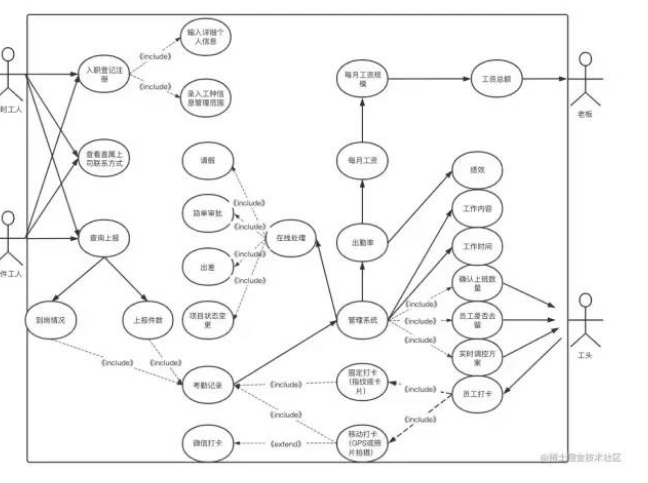 输入详细个
人信息
《include》
入职登记注
册
《include》
录入工种信
息管理范围
每月工资规
模
工资总额
老板
时工人
查看直属上
司联系方式
请假
每月工资
绩效
《include》
简单审批
工作内容
《include》
查询上报
在线处理
出勤率
工作时间
件工人
《include》
出差
《include》
确认上班数
量
《include》
到岗情况
上报件数
项目状态变
更
管理系统
《include》
员工是否去
留
《include》
实时调控方
案
工头
《include》
《include》
考勤记录
《include》
固定打卡
(指纹或卡
片)
《include》
员工打卡
《include》
《include》
微信打卡
《extend》
移动打卡
(GPS或照
片拍摄)
@稀土掘金技术社区